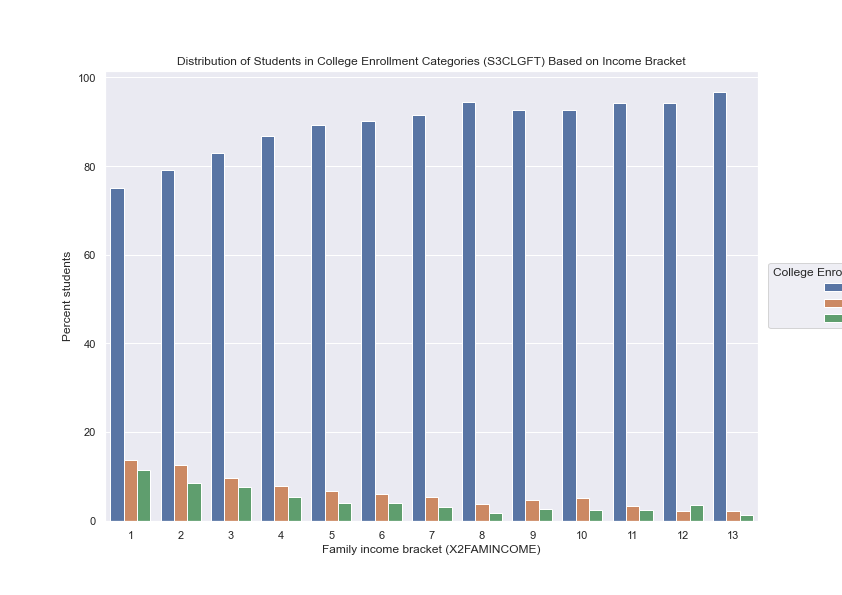 Distribution of Students in College Enrollment Categories (S3CLGFT) Based on Income Bracket
100
80
60
40
20
0
Percent students
1 2 3 4 5 6 7 8 9 10 11 12 13
Family income bracket (X2FAMINCOME)
College Enro